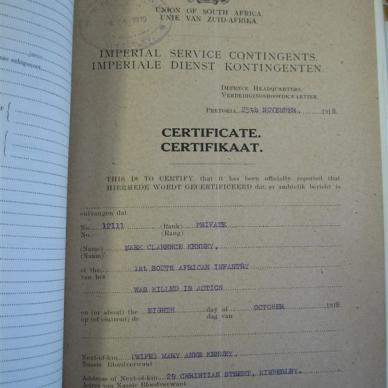 UNION OF SOUTH AFRICA
UNIE VAN ZUID-AFRIKA.
IMPERIAL SERVICE CONTINGENTS.
IMPERIALE DIENST KONTINGENTEN.
DEFENCE HEADQUARTERS,
VERDEDIGINGSHOOFDKWARTIER,
PRETORIA, 25th NOVEMBER, 1918
CERTIFICATE.
CERTIFIKAAT.
THIS IS TO CERTIFY that it has been officially reported that
HIERMEDE WORDT GECERTIFICEERD dat er ambtelik bericht is
ontvangen dat
No. 12111 (Rank) PRIVATE
No. (Rang)
(Name) MARK CLARENCE
(Naam)
of the 1st SOUTH AFRICAN INFANTRY
van het
WAS KILLED IN ACTION
on (or about) the EIGHTH day of OCTOBER 1918
op (of omtrent) de dag van
Next-of-kin (WIFE) MARY ANNE
Naaste Bloedverwant
Address of Next-of-kin 26 CHRISTIAN STREET, KIMBERLEY.
Adres van Naaste Bloedverwant